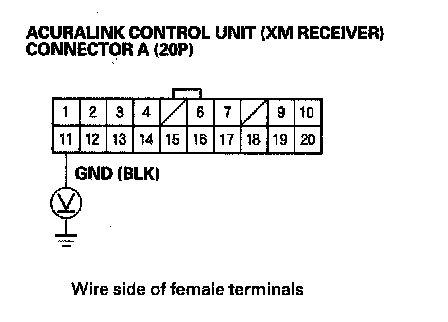 ACURALINK CONTROL UNIT (XM RECEIVER)
CONNECTOR A (20P)
1 2 3 4 6 7 9 10
11 12 13 14 15 16 17 18 19 20
GND (BLK)
V
Wire side of female terminals